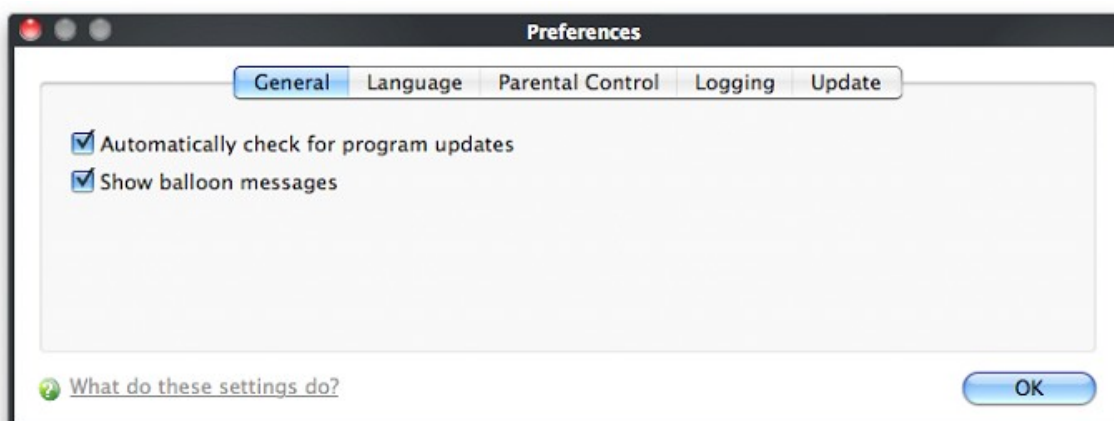 Preferences
General Language Parental Control Logging Update
Automatically check for program updates
Show balloon messages
What do these settings do? OK